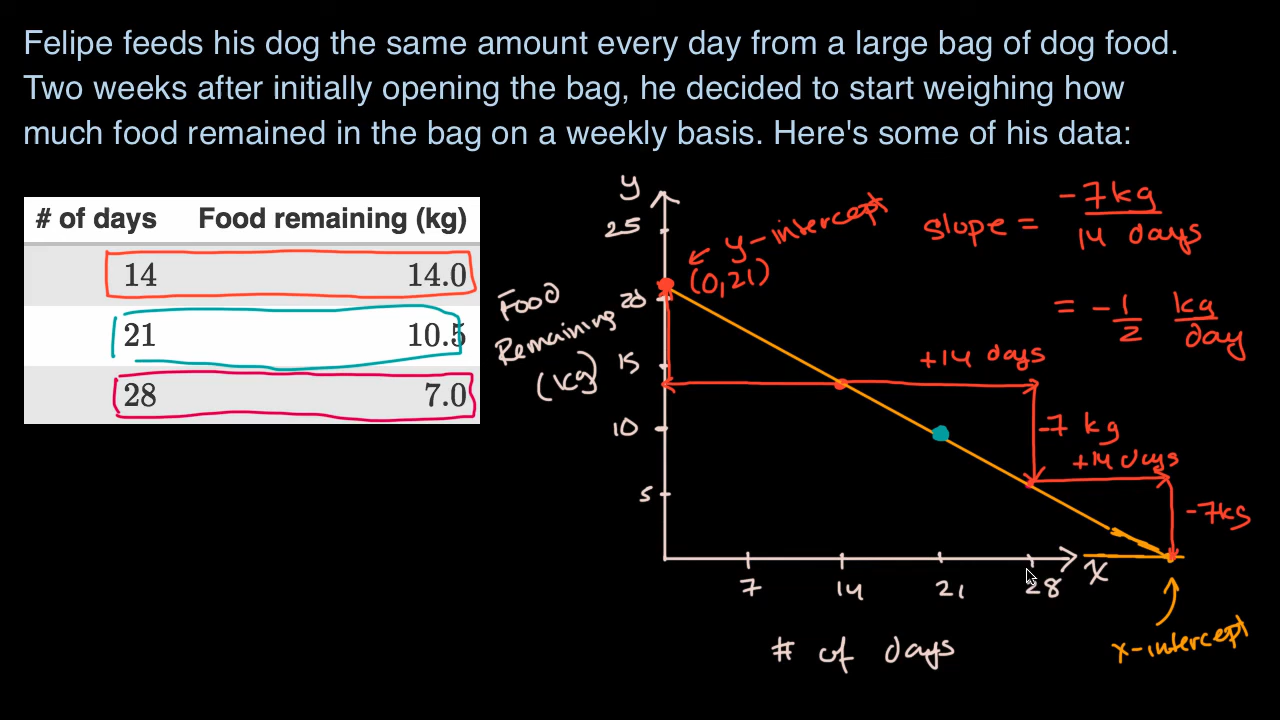 Felipe feeds his dog the same amount every day from a large bag of dog food.
Two weeks after initially opening the bag, he decided to start weighing how
much food remained in the bag on a weekly basis. Here's some of his data:
# of days Food remaining (kg)
14 14.0
21 10.5
28 7.0
y
25
20
15
10
5
Food
Remaining
(kg)
← y-intercept
(0,21)
slope = -7kg / 14 days
= -1/2 kg/day
+14 days
-7 kg
+14 days
-7kg
7 14 21 28 x
# of days
x-intercept